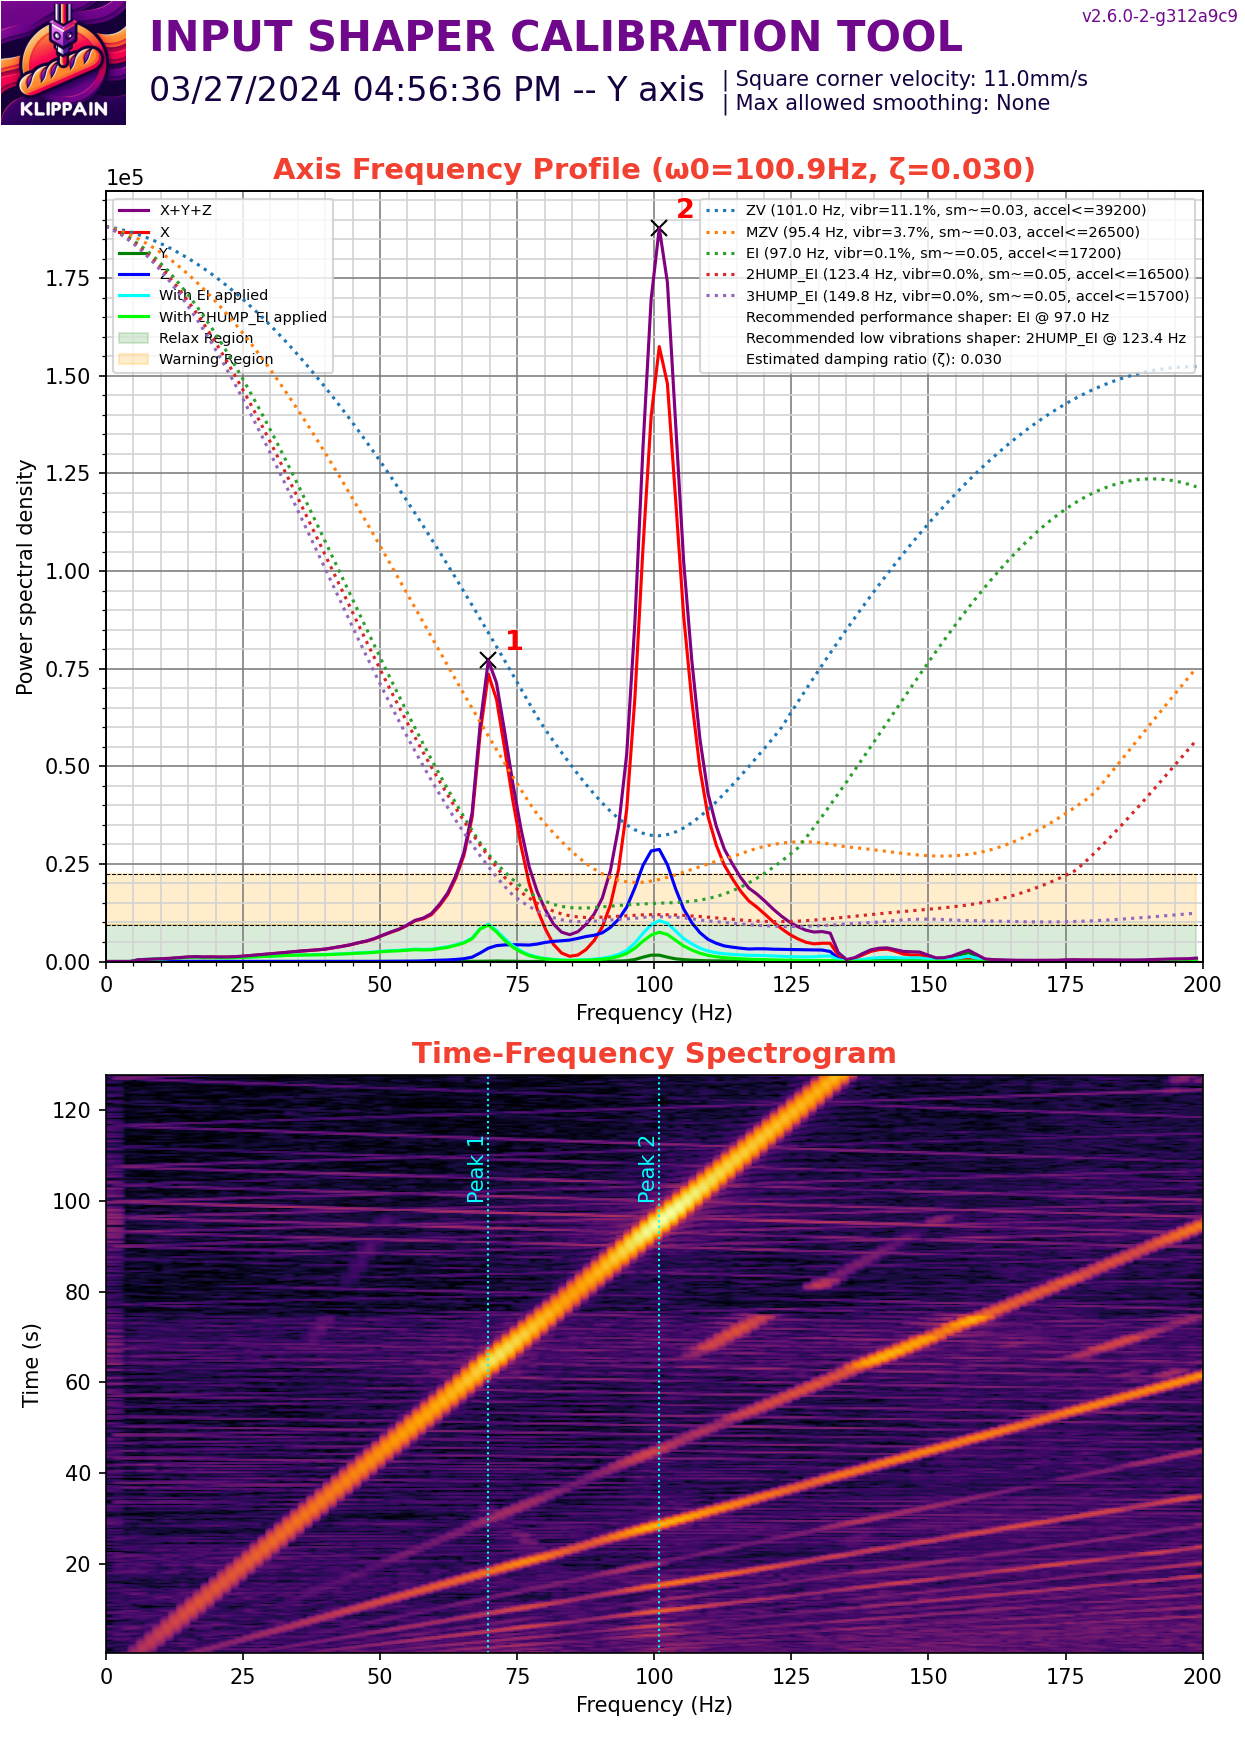 v2.6.0-2-g312a9c9
INPUT SHAPER CALIBRATION TOOL
03/27/2024 04:56:36 PM -- Y axis
| Square corner velocity: 11.0mm/s
| Max allowed smoothing: None
KLIPPAIN
Axis Frequency Profile (ω0=100.9Hz, ζ=0.030)
1e5
X+Y+Z
X
Y
Z
With EI applied
With 2HUMP_EI applied
Relax Region
Warning Region
2
1
ZV (101.0 Hz, vibr=11.1%, sm~=0.03, accel<=39200)
MZV (95.4 Hz, vibr=3.7%, sm~=0.03, accel<=26500)
EI (97.0 Hz, vibr=0.1%, sm~=0.05, accel<=17200)
2HUMP_EI (123.4 Hz, vibr=0.0%, sm~=0.05, accel<=16500)
3HUMP_EI (149.8 Hz, vibr=0.0%, sm~=0.05, accel<=15700)
Recommended performance shaper: EI @ 97.0 Hz
Recommended low vibrations shaper: 2HUMP_EI @ 123.4 Hz
Estimated damping ratio (ζ): 0.030
Power spectral density
1.75
1.50
1.25
1.00
0.75
0.50
0.25
0.00
0 25 50 75 100 125 150 175 200
Frequency (Hz)
Time-Frequency Spectrogram
Peak 1
Peak 2
Time (s)
120
100
80
60
40
20
0 25 50 75 100 125 150 175 200
Frequency (Hz)